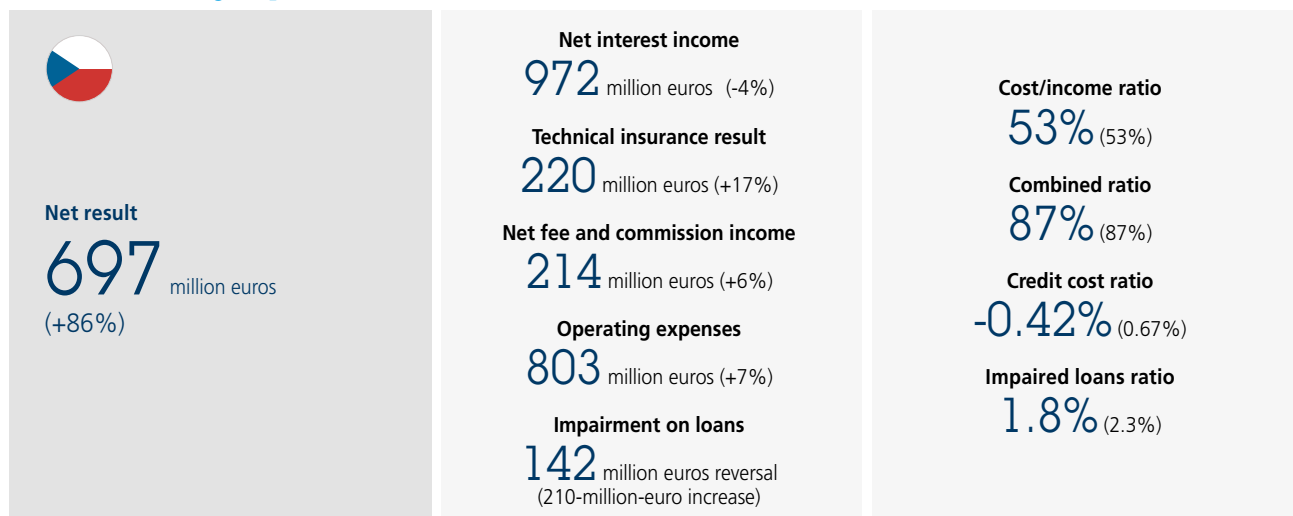 Net result
697 million euros
(+86%)
Net interest income
972 million euros (-4%)
Technical insurance result
220 million euros (+17%)
Net fee and commission income
214 million euros (+6%)
Operating expenses
803 million euros (+7%)
Impairment on loans
142 million euros reversal
(210-million-euro increase)
Cost/income ratio
53% (53%)
Combined ratio
87% (87%)
Credit cost ratio
-0.42% (0.67%)
Impaired loans ratio
1.8% (2.3%)